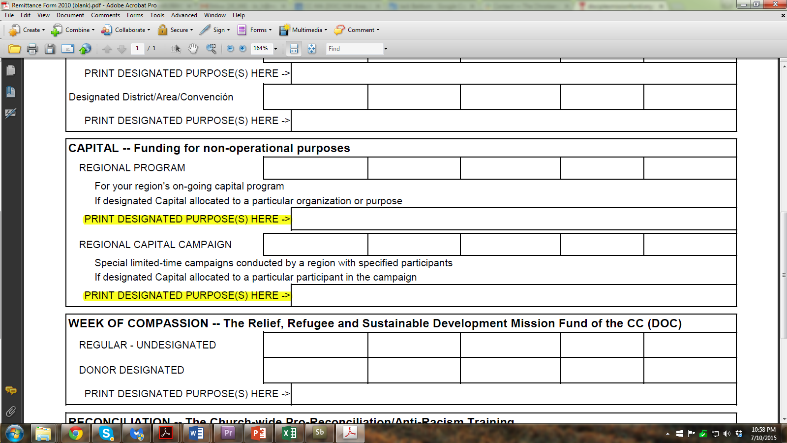 Remittance Form 2010 (blank).pdf - Adobe Acrobat Pro
File Edit View Document Comments Forms Tools Advanced Window Help
Create Combine Collaborate Secure Sign Forms Multimedia Comment
1 / 1 164% Find
PRINT DESIGNATED PURPOSE(S) HERE ->
Designated District/Area/Convención
PRINT DESIGNATED PURPOSE(S) HERE ->
CAPITAL -- Funding for non-operational purposes
REGIONAL PROGRAM
For your region's on-going capital program
If designated Capital allocated to a particular organization or purpose
PRINT DESIGNATED PURPOSE(S) HERE ->
REGIONAL CAPITAL CAMPAIGN
Special limited-time campaigns conducted by a region with specified participants
If designated Capital allocated to a particular participant in the campaign
PRINT DESIGNATED PURPOSE(S) HERE ->
WEEK OF COMPASSION -- The Relief, Refugee and Sustainable Development Mission Fund of the CC (DOC)
REGULAR - UNDESIGNATED
DONOR DESIGNATED
PRINT DESIGNATED PURPOSE(S) HERE ->
RECONCILIATION -- The Church-wide Pro-Reconciliation/Anti-Racism Training
Pr Sb
10:58 PM
7/10/2015